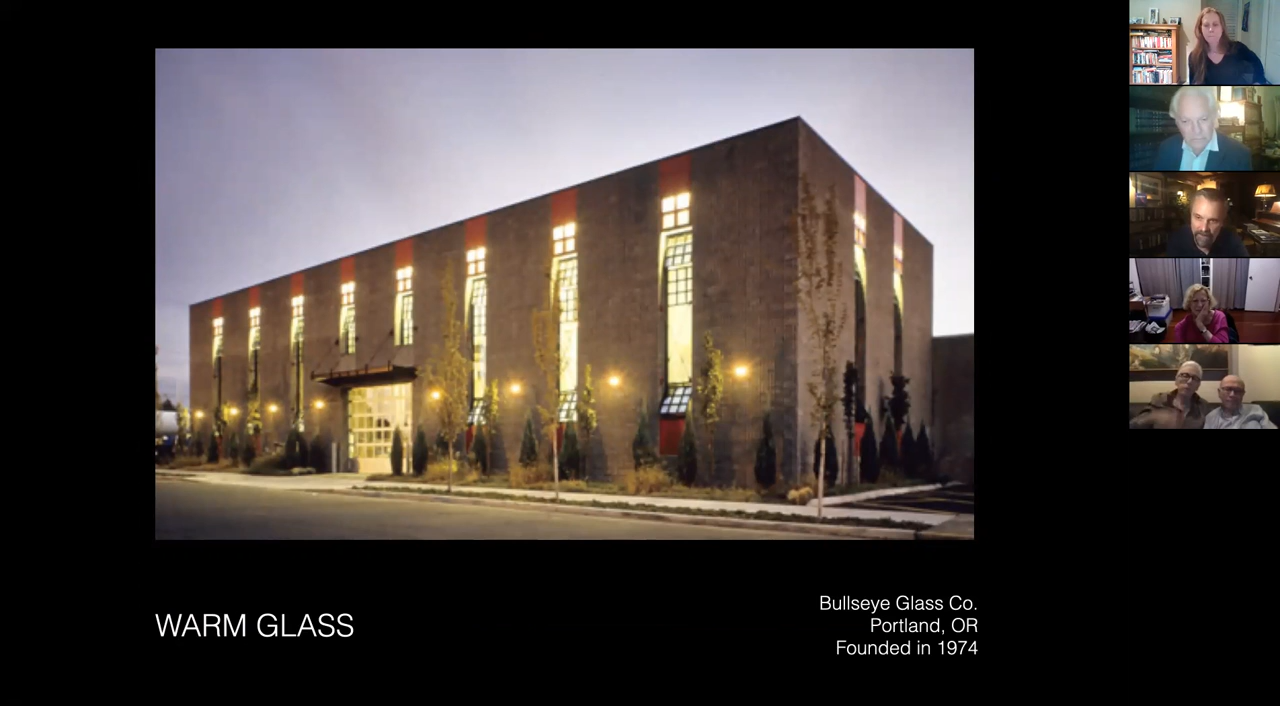 WARM GLASS
Bullseye Glass Co.
Portland, OR
Founded in 1974